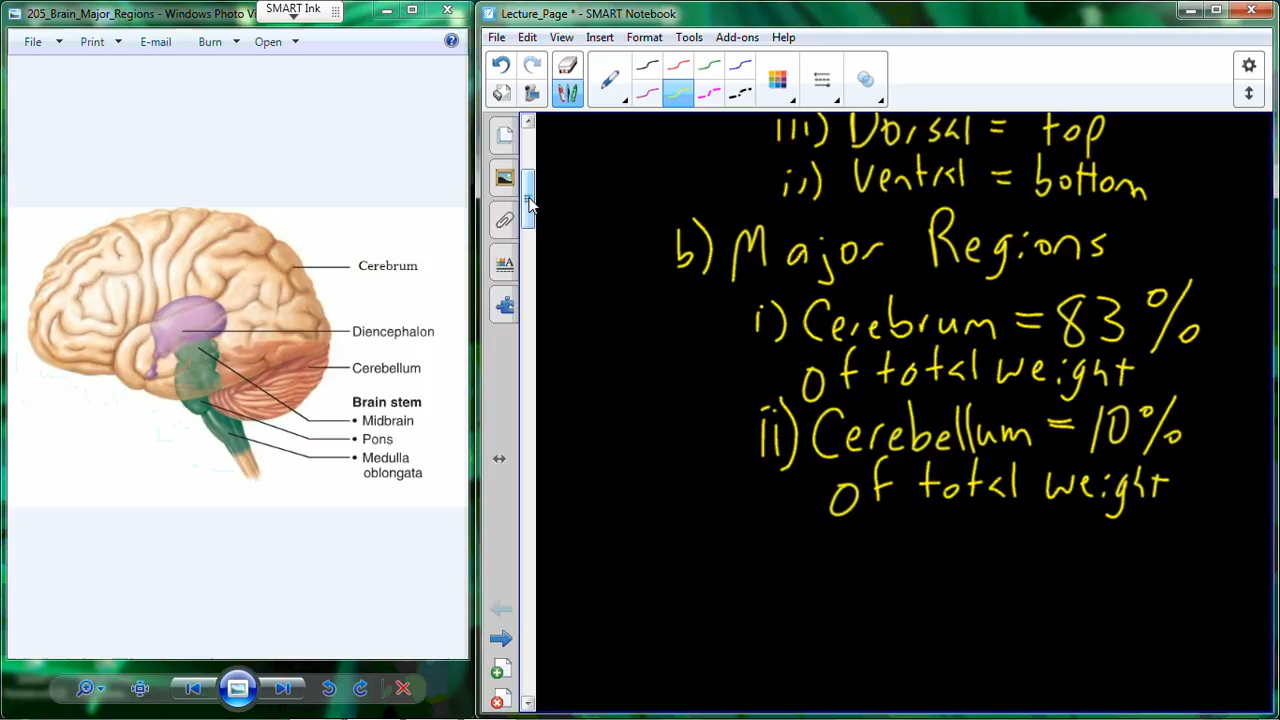 205_Brain_Major_Regions - Windows Photo Vi
SMART Ink
File Print E-mail Burn Open
Cerebrum
Diencephalon
Cerebellum
Brain stem
• Midbrain
• Pons
• Medulla
oblongata
Lecture_Page * - SMART Notebook
File Edit View Insert Format Tools Add-ons Help
iii) Dorsal = top
iv) Ventral = bottom
b) Major Regions
i) Cerebrum = 83%
of total weight
ii) Cerebellum = 10%
of total weight